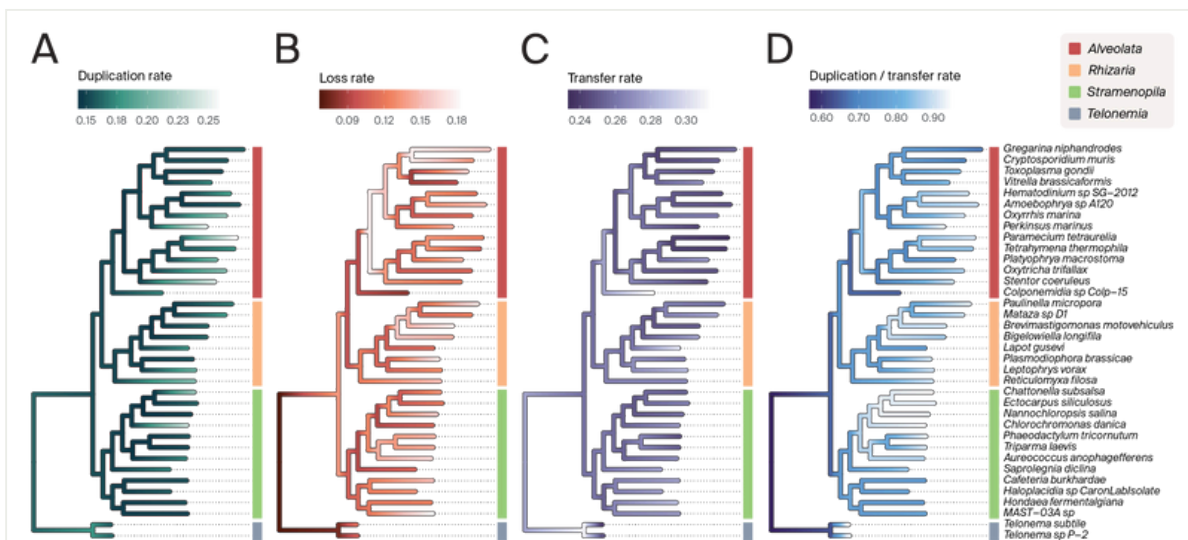 A
B
C
D
Duplication rate
0.15 0.18 0.20 0.23 0.25
Loss rate
0.09 0.12 0.15 0.18
Transfer rate
0.24 0.26 0.28 0.30
Duplication / transfer rate
0.60 0.70 0.80 0.90
Alveolata
Rhizaria
Stramenopila
Telonemia
Gregarina niphandrodes
Cryptosporidium muris
Toxoplasma gondii
Vitrella brassicaformis
Hematodinium sp SG-2012
Amoebophrya sp A120
Oxyrrhis marina
Perkinsus marinus
Paramecium tetraurelia
Tetrahymena thermophila
Platyophrya macrostoma
Oxytricha trifallax
Stentor coeruleus
Colponemidia sp Colp-15
Paulinella micropora
Mataza sp D1
Brevimastigomonas motovehiculus
Bigelowiella longifila
Lapot gusevi
Plasmodiophora brassicae
Leptophrys vorax
Reticulomyxa filosa
Chattonella subsalsa
Ectocarpus siliculosus
Nannochloropsis salina
Chlorochromonas danica
Phaeodactylum tricornutum
Triparma laevis
Aureococcus anophagefferens
Saprolegnia diclina
Cafeteria burkhardae
Haloplacidia sp CaronLabIsolate
Hondaea fermentalgiana
MAST-03A sp
Telonema subtile
Telonema sp P-2